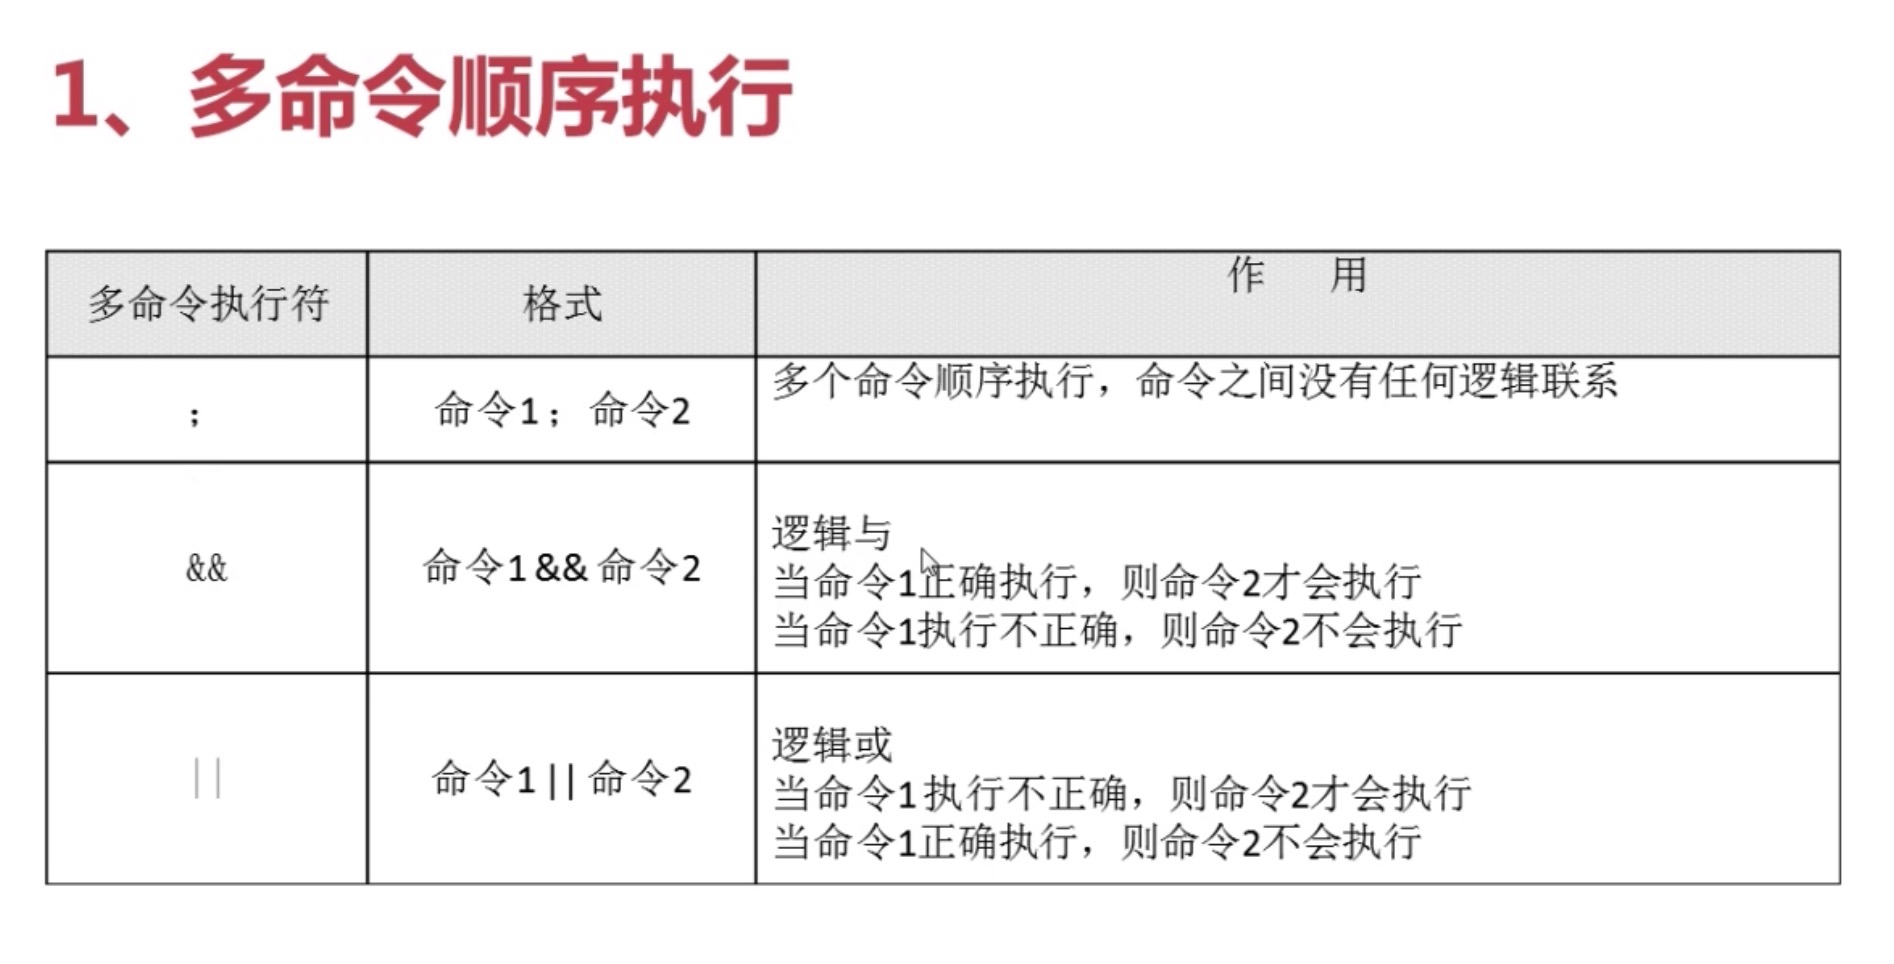 1、多命令顺序执行
多命令执行符 格式 作 用
； 命令1；命令2 多个命令顺序执行，命令之间没有任何逻辑联系
&& 命令1&&命令2 逻辑与
当命令1正确执行，则命令2才会执行
当命令1执行不正确，则命令2不会执行
|| 命令1||命令2 逻辑或
当命令1执行不正确，则命令2才会执行
当命令1正确执行，则命令2不会执行